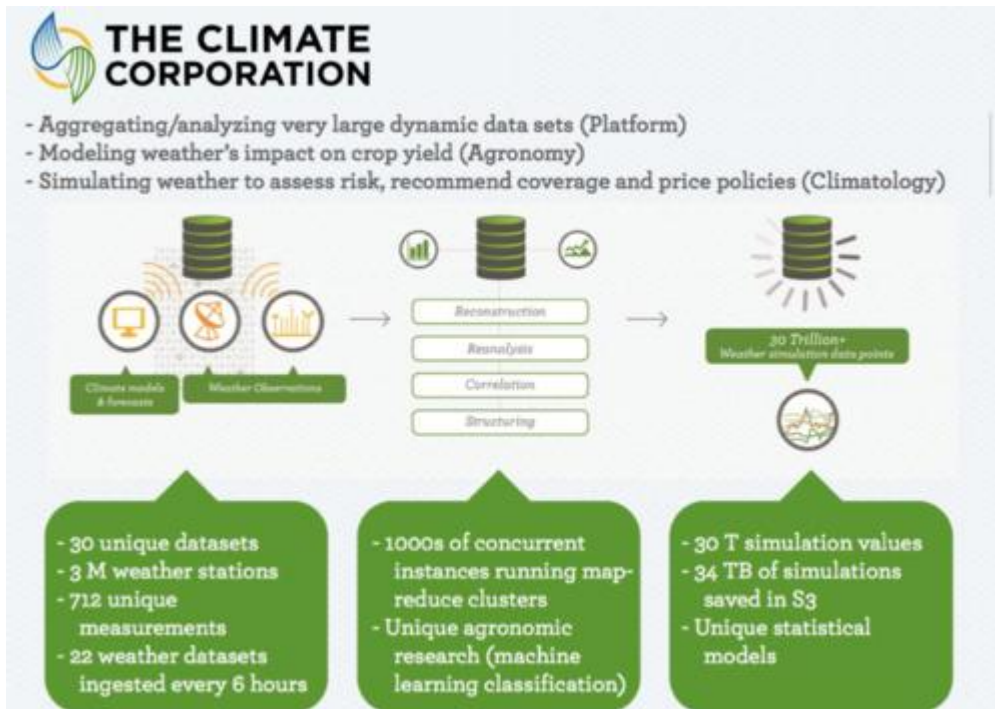 THE CLIMATE
CORPORATION
- Aggregating/analyzing very large dynamic data sets (Platform)
- Modeling weather's impact on crop yield (Agronomy)
- Simulating weather to assess risk, recommend coverage and price policies (Climatology)
Climate models
& forecasts
Weather Observations
Reconstruction
Reanalysis
Correlation
Structuring
30 Trillion+
Weather simulation data points
- 30 unique datasets
- 3 M weather stations
- 712 unique
measurements
- 22 weather datasets
ingested every 6 hours
- 1000s of concurrent
instances running map-
reduce clusters
- Unique agronomic
research (machine
learning classification)
- 30 T simulation values
- 34 TB of simulations
saved in S3
- Unique statistical
models